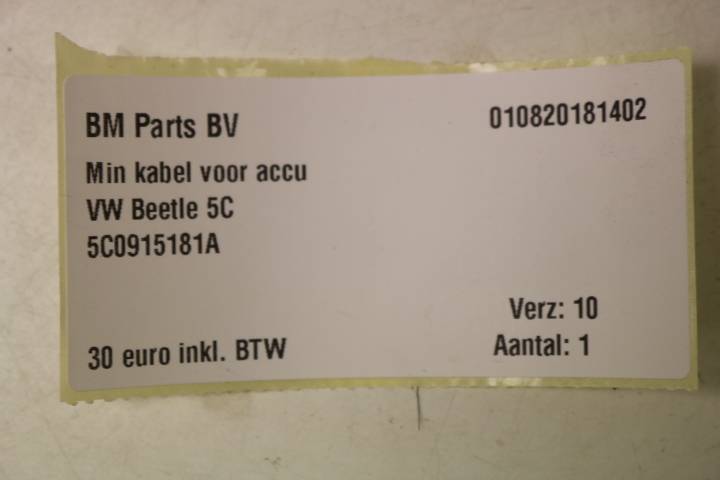 BM Parts BV
010820181402
Min kabel voor accu
VW Beetle 5C
5C0915181A
Verz: 10
30 euro inkl. BTW
Aantal: 1